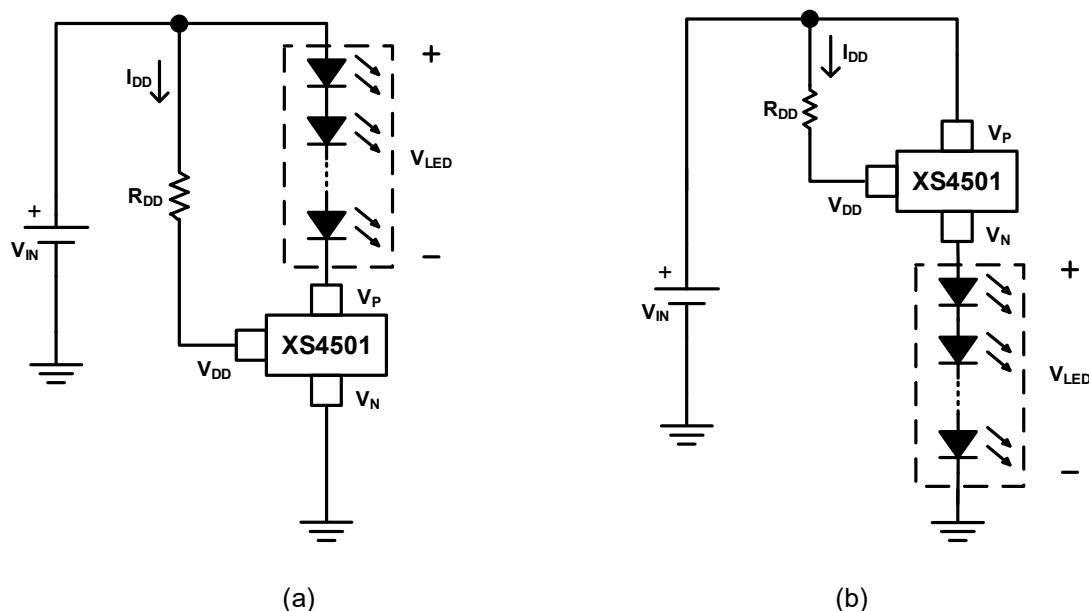 I_DD
+
R_DD
V_LED
+
V_IN
−
V_P
XS4501
V_DD
V_N
(a)
I_DD
R_DD
V_P
XS4501
V_DD
V_N
+
+
V_IN
V_LED
−
(b)